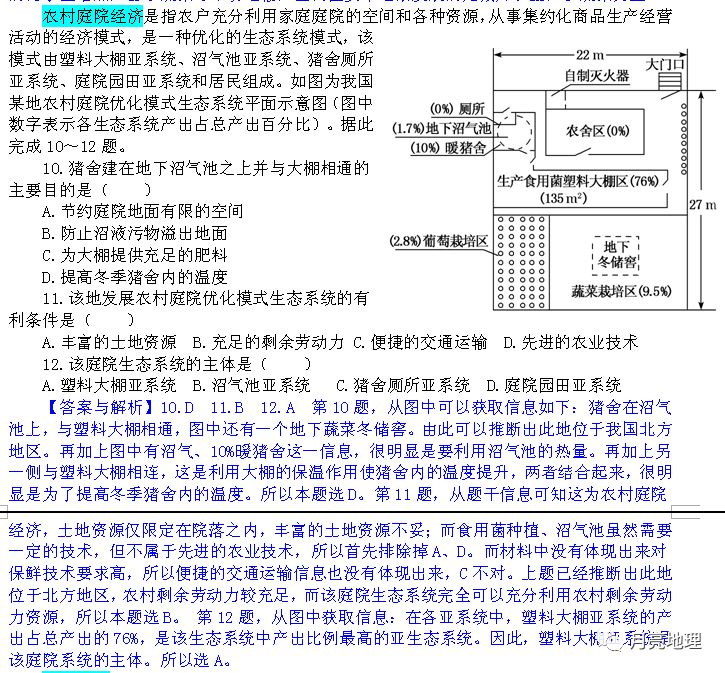 农村庭院经济是指农户充分利用家庭庭院的空间和各种资源,从事集约化商品生产经营
活动的经济模式,是一种优化的生态系统模式,该
模式由塑料大棚亚系统、沼气池亚系统、猪舍厕所
亚系统、庭院园田亚系统和居民组成。如图为我国
某地农村庭院优化模式生态系统平面示意图(图中
数字表示各生态系统产出占总产出百分比)。据此
完成10～12题。
10.猪舍建在地下沼气池之上并与大棚相通的
主要目的是(　　)
A.节约庭院地面有限的空间
B.防止沼液污物溢出地面
C.为大棚提供充足的肥料
D.提高冬季猪舍内的温度
11.该地发展农村庭院优化模式生态系统的有
利条件是(　　)
22 m
自制灭火器
大门口
(0%) 厕所
(1.7%)地下沼气池
(10%) 暖猪舍
农舍区(0%)
生产食用菌塑料大棚区(76%)
(135 m²)
27 m
(2.8%)葡萄栽培区
地下
冬储窖
蔬菜栽培区(9.5%)
A.丰富的土地资源 B.充足的剩余劳动力 C.便捷的交通运输 D.先进的农业技术
12.该庭院生态系统的主体是(　　)
A.塑料大棚亚系统 B.沼气池亚系统 C.猪舍厕所亚系统 D.庭院园田亚系统
【答案与解析】10.D 11.B 12.A 第10题,从图中可以获取信息如下:猪舍在沼气
池上,与塑料大棚相通,图中还有一个地下蔬菜冬储窖。由此可以推断出此地位于我国北方
地区。再加上图中有沼气、10%暖猪舍这一信息,很明显是要利用沼气池的热量。再加上另
一侧与塑料大棚相连,这是利用大棚的保温作用使猪舍内的温度提升,两者结合起来,很明
显是为了提高冬季猪舍内的温度。所以本题选D。第11题,从题干信息可知这为农村庭院
经济,土地资源仅限定在院落之内,丰富的土地资源不妥;而食用菌种植、沼气池虽然需要
一定的技术,但不属于先进的农业技术,所以首先排除掉A、D。而材料中没有体现出来对
保鲜技术要求高,所以便捷的交通运输信息也没有体现出来,C不对。上题已经推断出此地
位于北方地区,农村剩余劳动力较充足,而该庭院生态系统完全可以充分利用农村剩余劳动
力资源,所以本题选B。 第12题,从图中获取信息:在各亚系统中,塑料大棚亚系统的产
出占总产出的76%,是该生态系统中产出比例最高的亚生态系统。因此,塑料大棚亚系统是
该庭院系统的主体。所以选A。
月亮地理